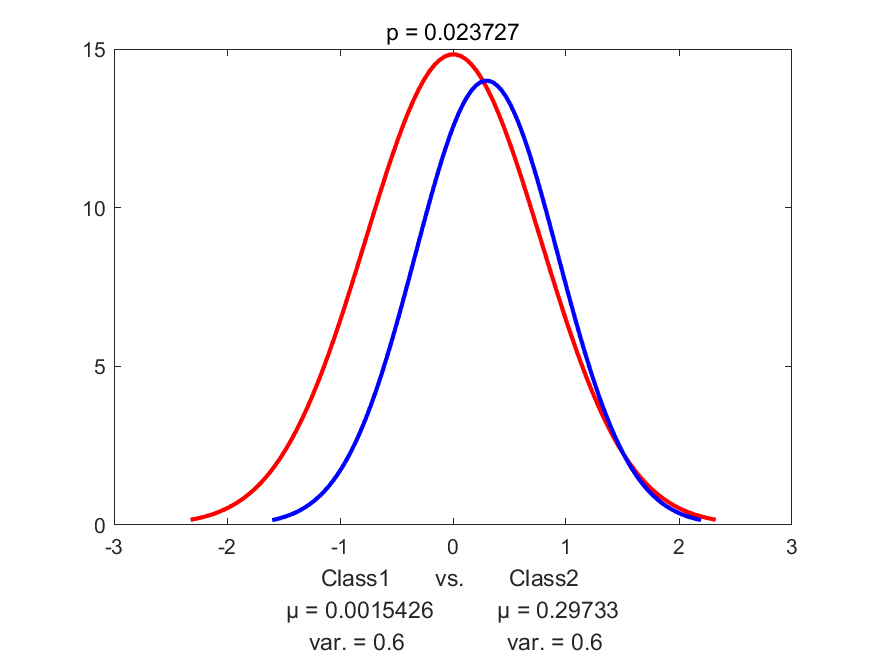 p = 0.023727
15
10
5
0
-3 -2 -1 0 1 2 3
Class1 vs. Class2
µ = 0.0015426 µ = 0.29733
var. = 0.6 var. = 0.6